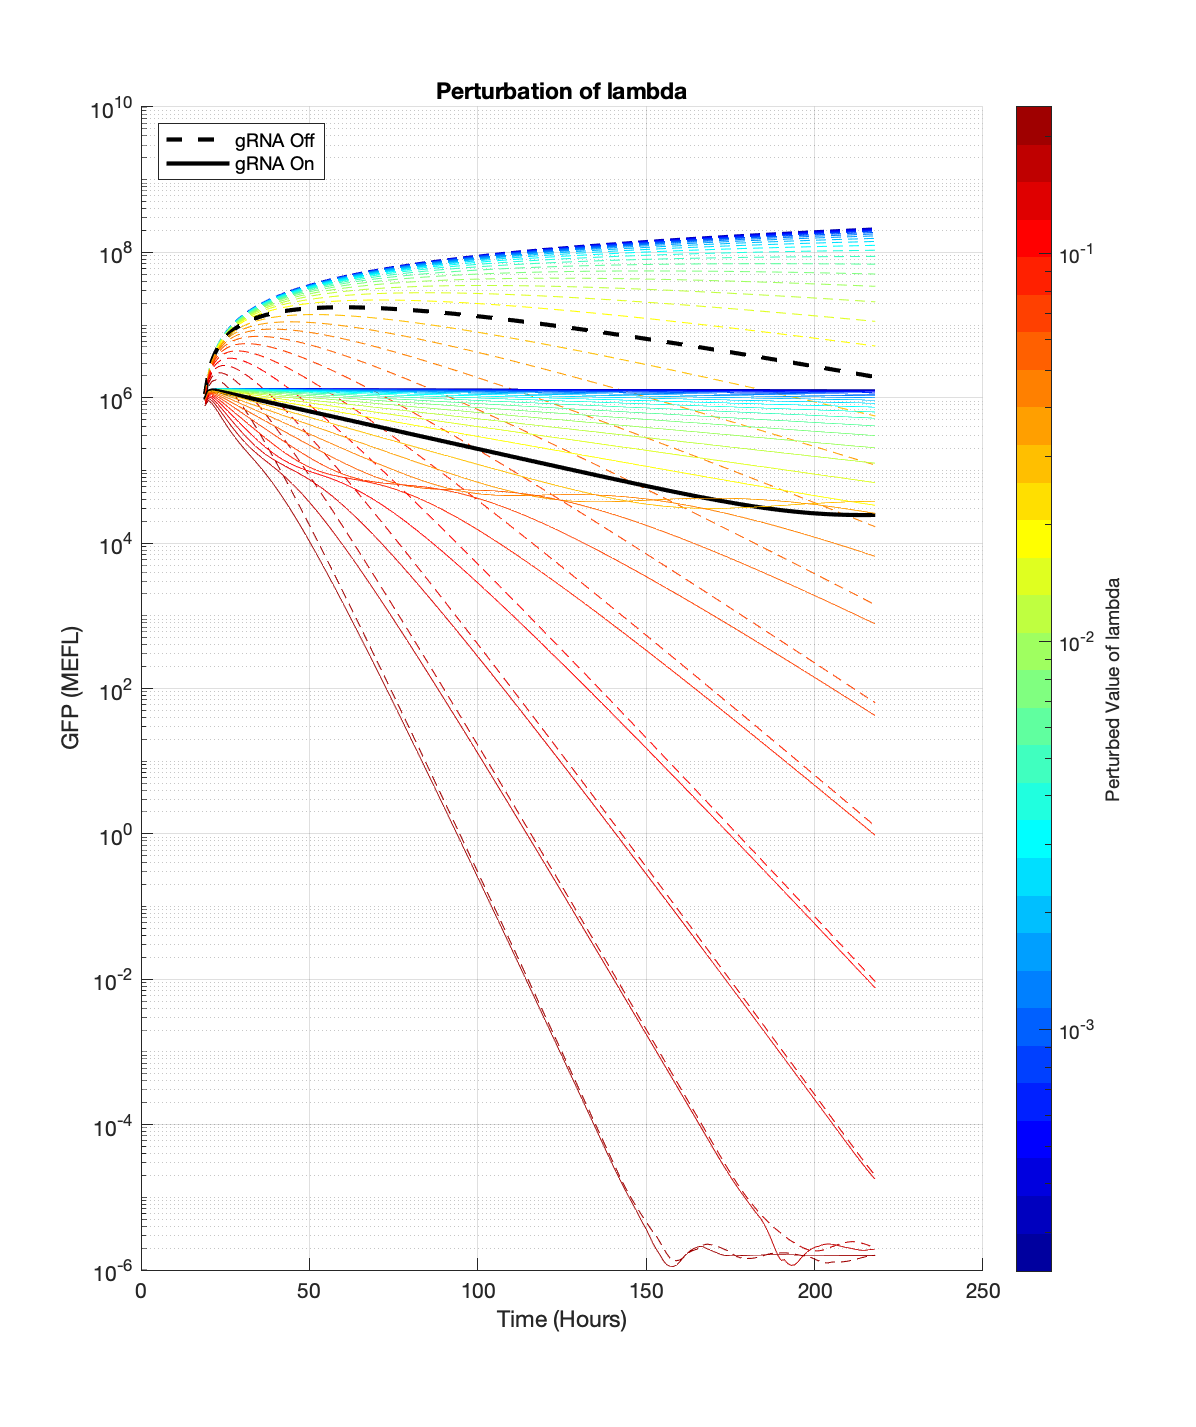 Perturbation of lambda
gRNA Off
gRNA On
GFP (MEFL)
10^10
10^8
10^6
10^4
10^2
10^0
10^-2
10^-4
10^-6
0 50 100 150 200 250
Time (Hours)
10^-1
10^-2
10^-3
Perturbed Value of lambda